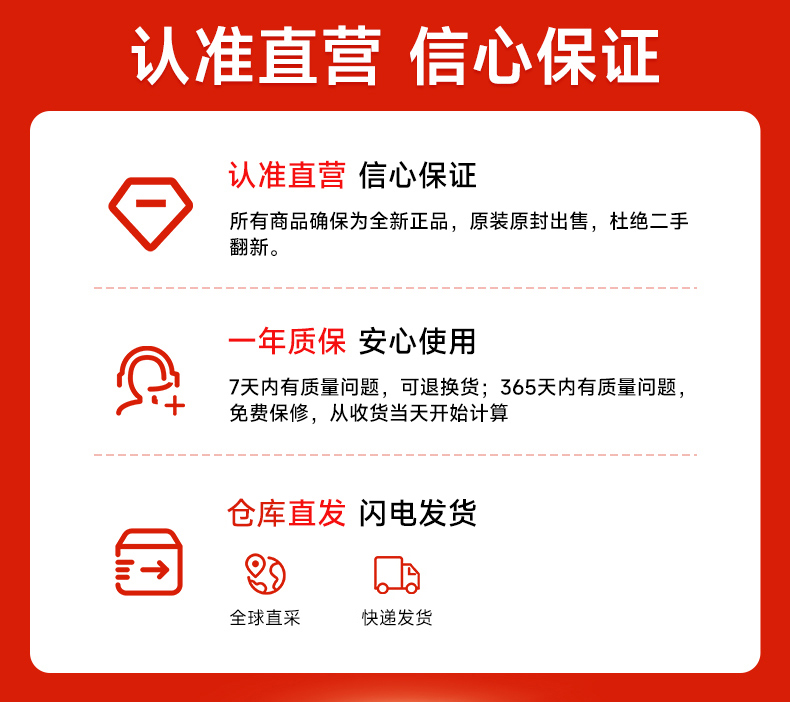 认准直营 信心保证
认准直营 信心保证
所有商品确保为全新正品，原装原封出售，杜绝二手
翻新。
一年质保 安心使用
7天内有质量问题，可退换货；365天内有质量问题，
免费保修，从收货当天开始计算
仓库直发 闪电发货
全球直采 快递发货